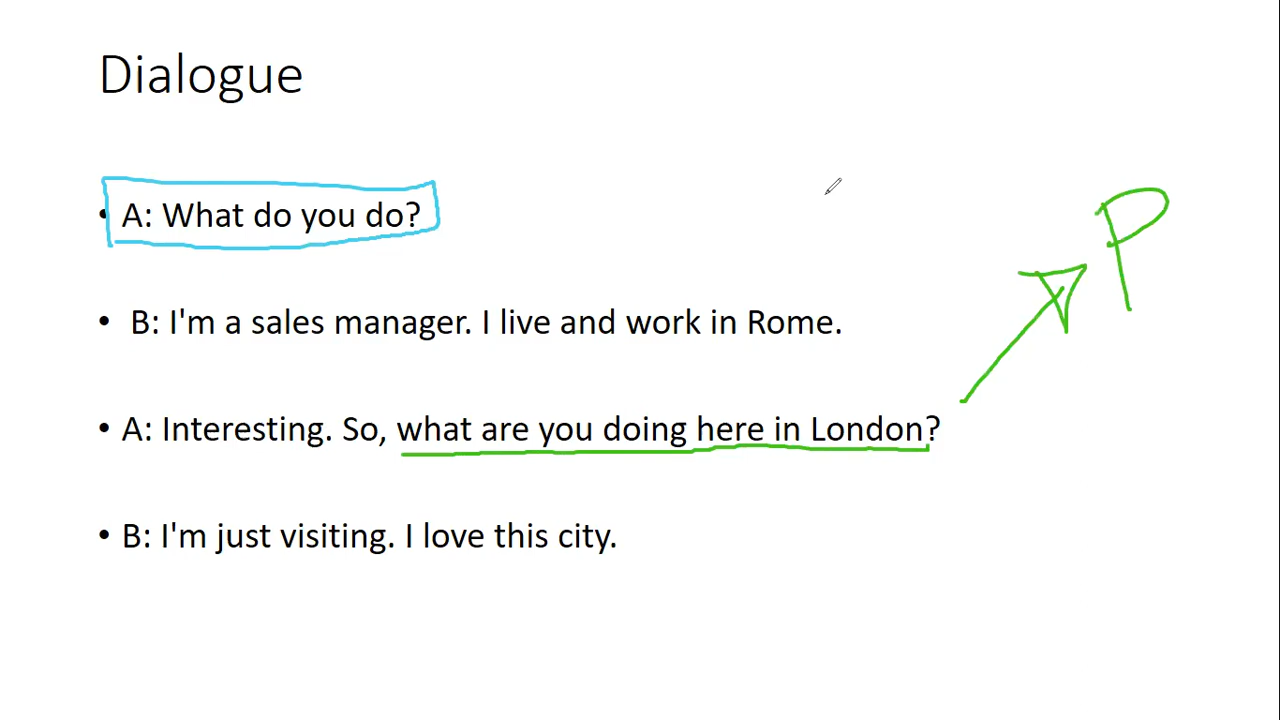 Dialogue
• A: What do you do?
• B: I'm a sales manager. I live and work in Rome.
P
• A: Interesting. So, what are you doing here in London?
• B: I'm just visiting. I love this city.